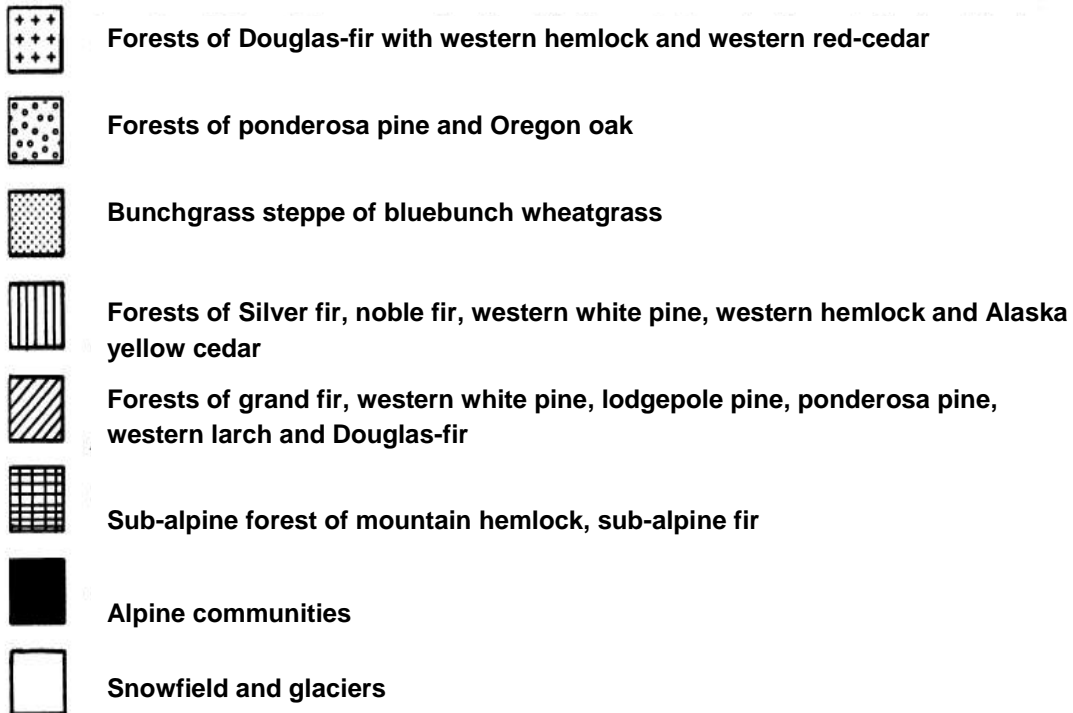 Forests of Douglas-fir with western hemlock and western red-cedar
Forests of ponderosa pine and Oregon oak
Bunchgrass steppe of bluebunch wheatgrass
Forests of Silver fir, noble fir, western white pine, western hemlock and Alaska
yellow cedar
Forests of grand fir, western white pine, lodgepole pine, ponderosa pine,
western larch and Douglas-fir
Sub-alpine forest of mountain hemlock, sub-alpine fir
Alpine communities
Snowfield and glaciers